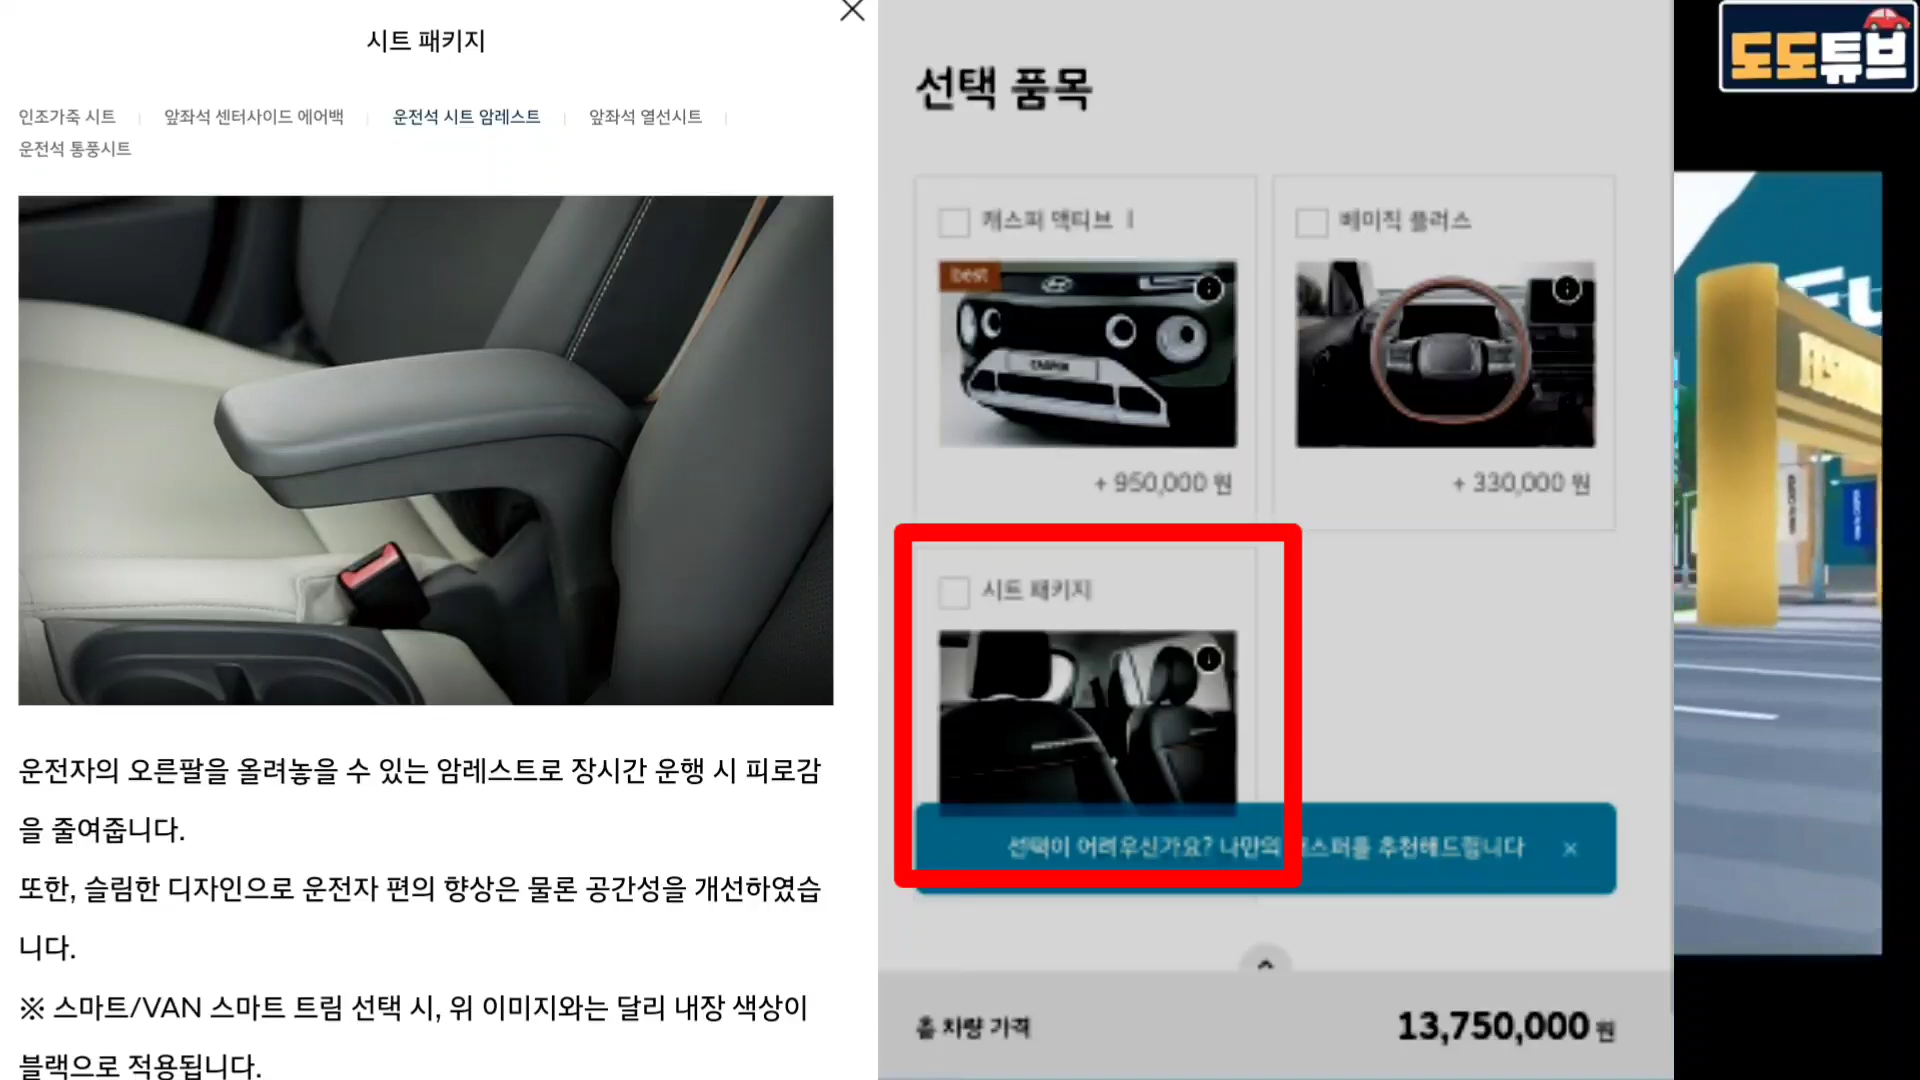 시트 패키지
인조가죽 시트
앞좌석 센터사이드 에어백
운전석 시트 암레스트
앞좌석 열선시트
운전석 통풍시트
운전자의 오른팔을 올려놓을 수 있는 암레스트로 장시간 운행 시 피로감
을 줄여줍니다.
또한, 슬림한 디자인으로 운전자 편의 향상은 물론 공간성을 개선하였습
니다.
※ 스마트/VAN 스마트 트림 선택 시, 위 이미지와는 달리 내장 색상이
블랙으로 적용됩니다.
선택 품목
캐스퍼 액티브 I
best
+ 950,000 원
베이직 플러스
+ 330,000 원
시트 패키지
선택이 어려우신가요? 나만의 캐스퍼를 추천해드립니다
총 차량 가격
13,750,000 원
도도튜브